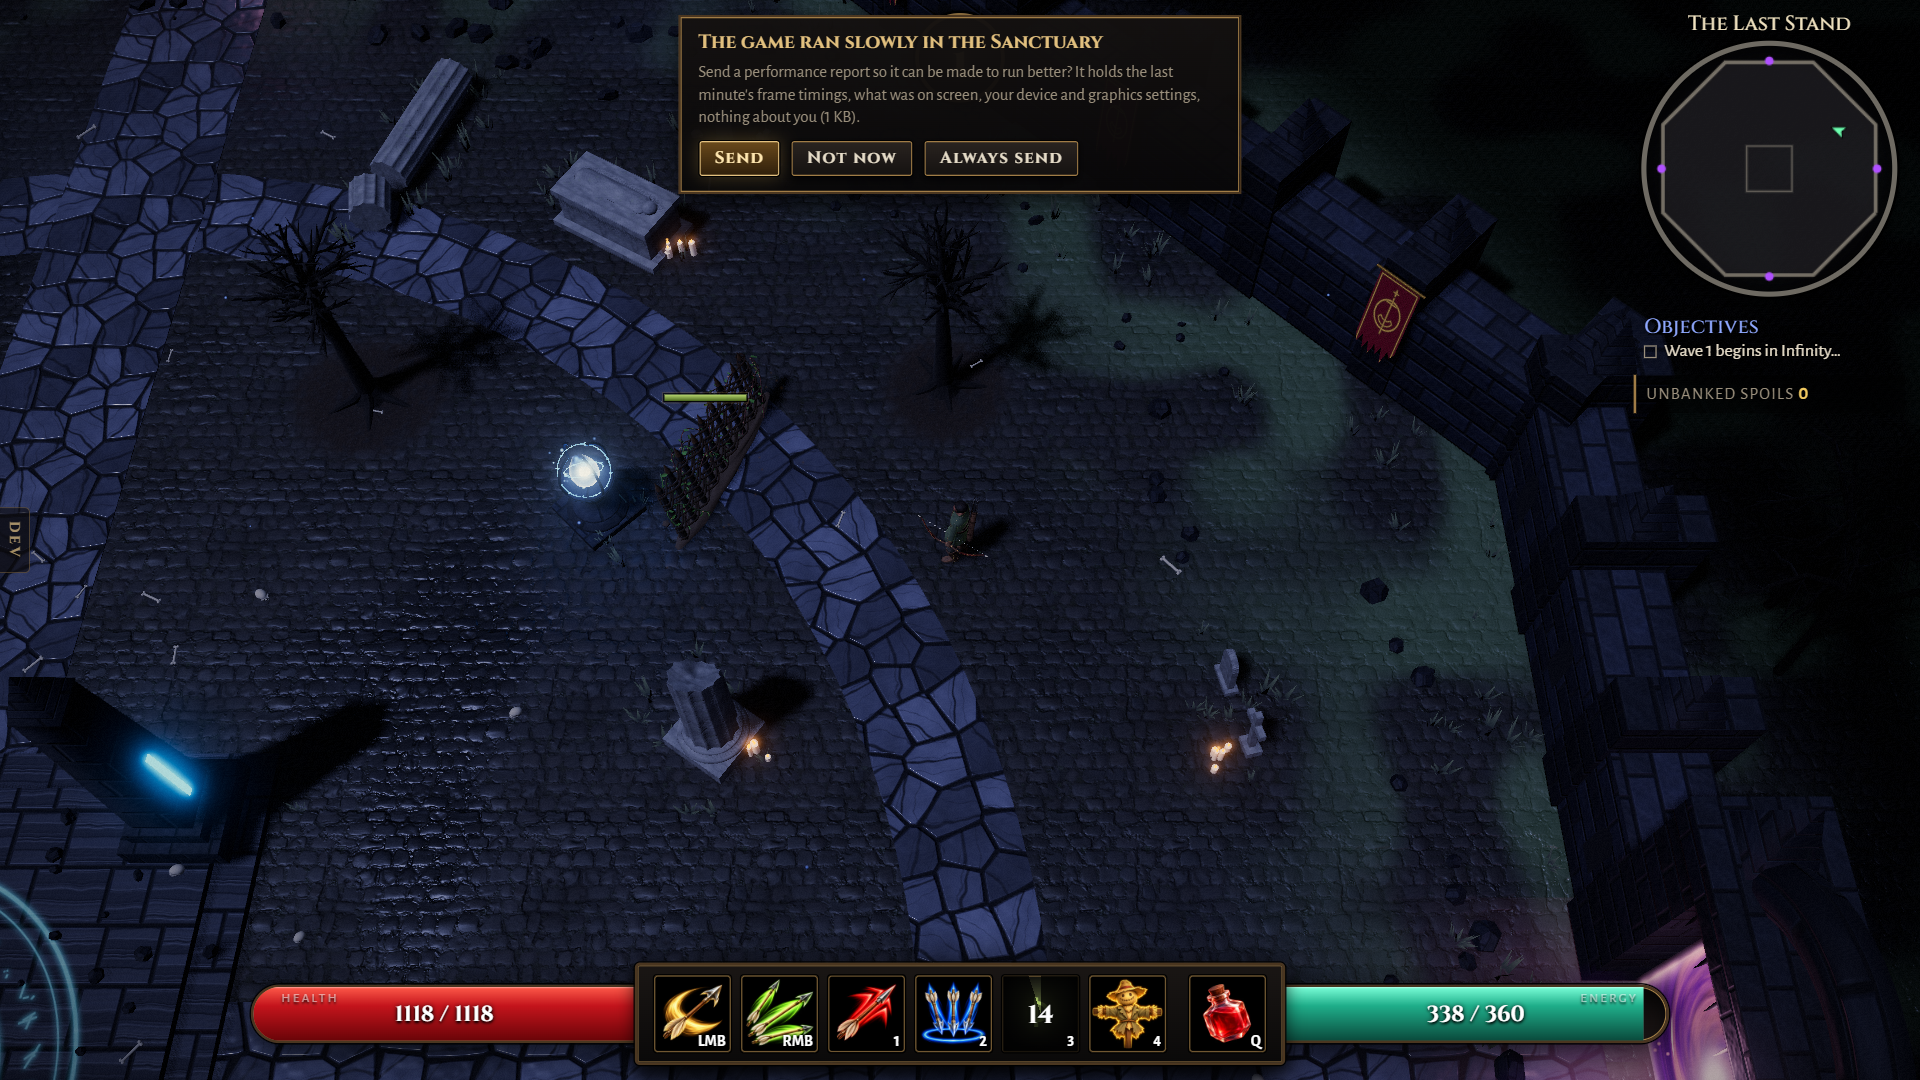 The game ran slowly in the Sanctuary
Send a performance report so it can be made to run better? It holds the last
minute's frame timings, what was on screen, your device and graphics settings,
nothing about you (1 KB).
Send
Not now
Always send
The Last Stand
Objectives
Wave 1 begins in Infinity...
UNBANKED SPOILS 0
DEV
HEALTH
1118 / 1118
LMB
RMB
1
2
14
3
4
Q
ENERGY
338 / 360